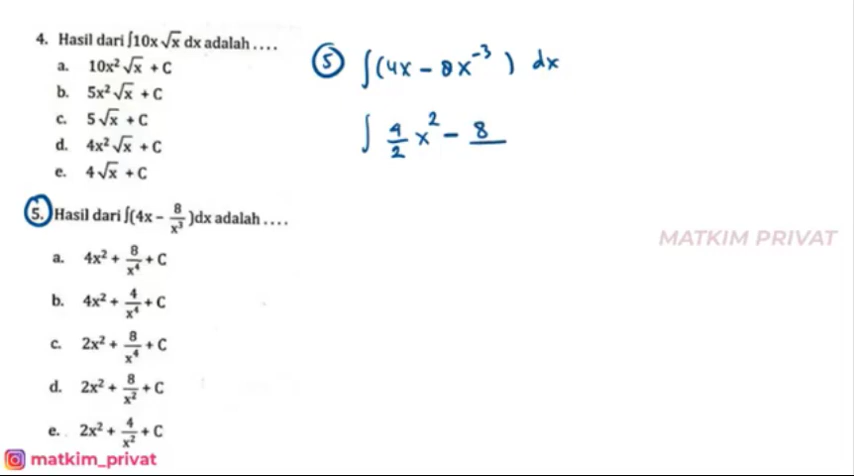 4. Hasil dari ∫10x √x dx adalah ....
a. 10x² √x + C
b. 5x² √x + C
c. 5 √x + C
d. 4x² √x + C
e. 4 √x + C
5. Hasil dari ∫(4x − 8/x³ )dx adalah ....
a. 4x² + 8/x⁴ + C
b. 4x² + 4/x⁴ + C
c. 2x² + 8/x⁴ + C
d. 2x² + 8/x² + C
e. . 2x² + 4/x² + C
matkim_privat
5 ∫(4x − 8x⁻³ ) dx
∫ 4/2 x² − 8/
MATKIM PRIVAT